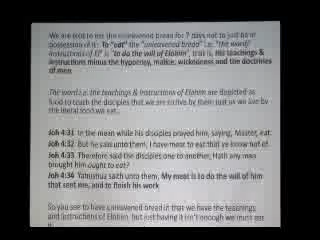 We are told to eat the unleavened bread for 7 days not to just be in
possession of it. To "eat" the "unleavened bread" i.e. "the word/
instructions of El" is "to do the will of Elohim", that is, His teachings &
instructions minus the hypocrisy, malice, wickedness and the doctrines
of men
The word i.e. the teachings & instructions of Elohim are depicted as
food to teach the disciples that we are to live by them just as we live by
the literal food we eat.
Joh 4:31 In the mean while his disciples prayed him, saying, Master, eat.
Joh 4:32 But he said unto them, I have meat to eat that ye know not of.
Joh 4:33 Therefore said the disciples one to another, Hath any man
brought him ought to eat?
Joh 4:34 Yahushua saith unto them, My meat is to do the will of him
that sent me, and to finish his work
So you see to have unleavened bread in that we have the teachings
and instructions of Elohim but just having it isn't enough we must eat